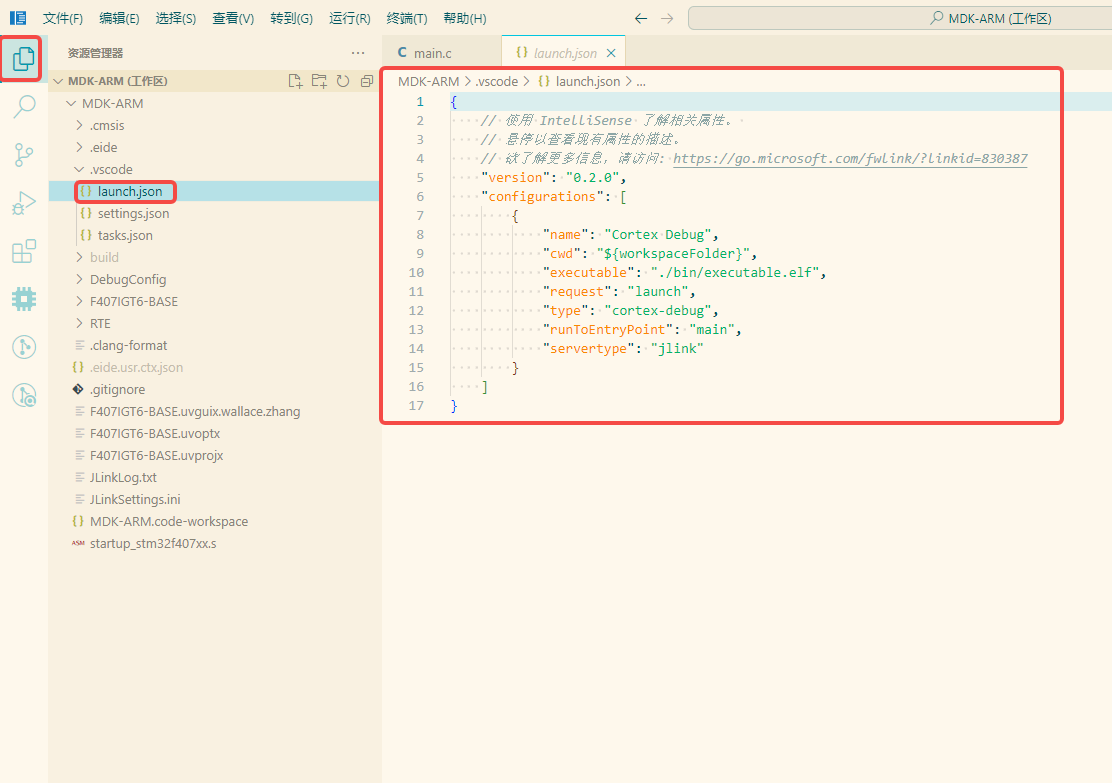 文件(F) 编辑(E) 选择(S) 查看(V) 转到(G) 运行(R) 终端(T) 帮助(H) MDK-ARM (工作区)
资源管理器
MDK-ARM (工作区)
MDK-ARM
.cmsis
.eide
.vscode
{} launch.json
{} settings.json
{} tasks.json
build
DebugConfig
F407IGT6-BASE
RTE
.clang-format
{} .eide.usr.ctx.json
.gitignore
F407IGT6-BASE.uvguix.wallace.zhang
F407IGT6-BASE.uvoptx
F407IGT6-BASE.uvprojx
JLinkLog.txt
JLinkSettings.ini
{} MDK-ARM.code-workspace
ASM startup_stm32f407xx.s
C main.c {} launch.json
MDK-ARM > .vscode > {} launch.json > ...
1 {
2 // 使用 IntelliSense 了解相关属性。
3 // 悬停以查看现有属性的描述。
4 // 欲了解更多信息，请访问: https://go.microsoft.com/fwlink/?linkid=830387
5 "version": "0.2.0",
6 "configurations": [
7 {
8 "name": "Cortex Debug",
9 "cwd": "${workspaceFolder}",
10 "executable": "./bin/executable.elf",
11 "request": "launch",
12 "type": "cortex-debug",
13 "runToEntryPoint": "main",
14 "servertype": "jlink"
15 }
16 ]
17 }